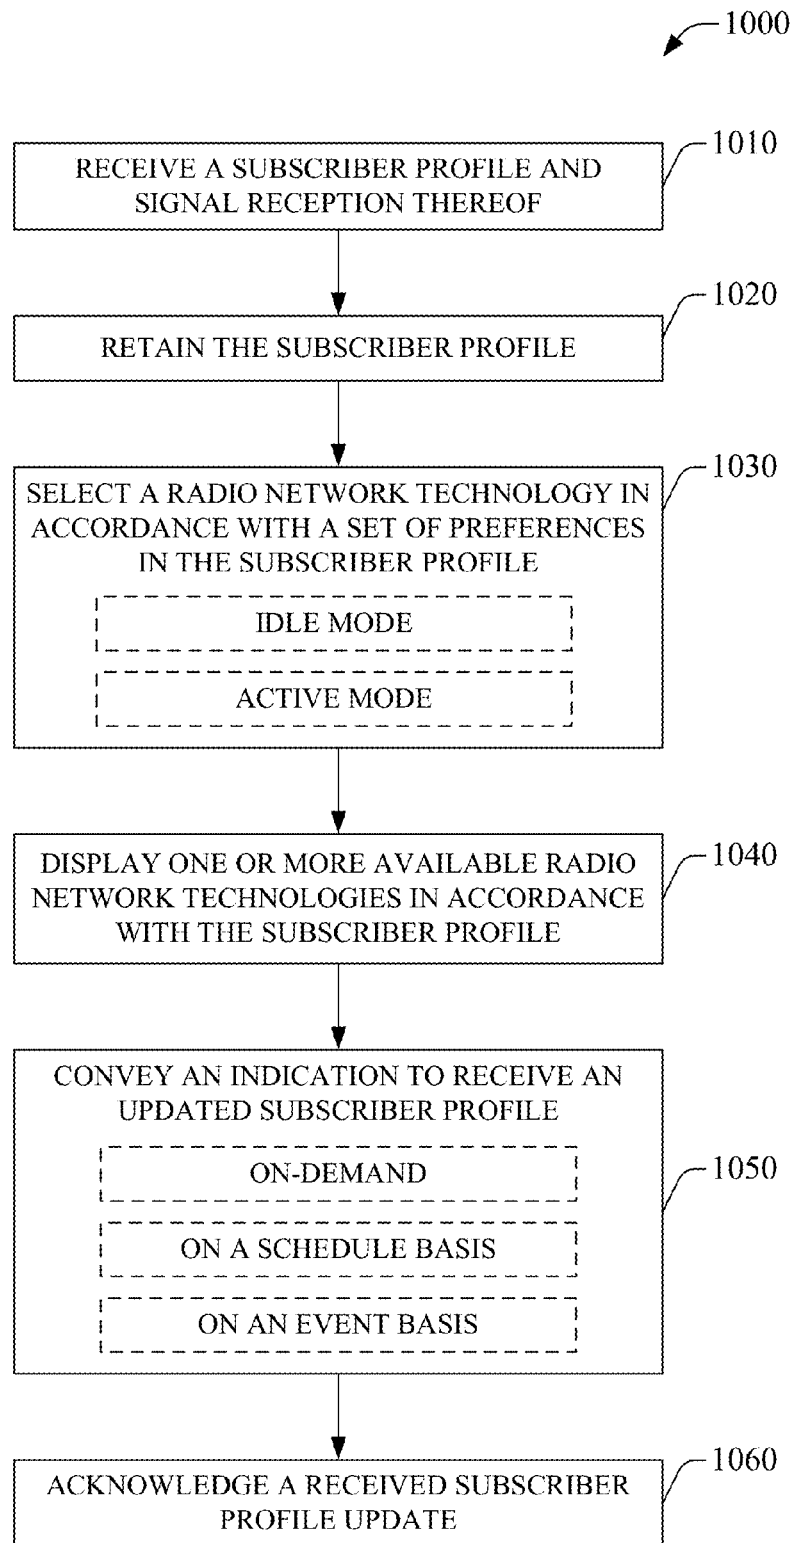 1000
1010
RECEIVE A SUBSCRIBER PROFILE AND
SIGNAL RECEPTION THEREOF
1020
RETAIN THE SUBSCRIBER PROFILE
1030
SELECT A RADIO NETWORK TECHNOLOGY IN
ACCORDANCE WITH A SET OF PREFERENCES
IN THE SUBSCRIBER PROFILE
IDLE MODE
ACTIVE MODE
1040
DISPLAY ONE OR MORE AVAILABLE RADIO
NETWORK TECHNOLOGIES IN ACCORDANCE
WITH THE SUBSCRIBER PROFILE
CONVEY AN INDICATION TO RECEIVE AN
UPDATED SUBSCRIBER PROFILE
1050
ON-DEMAND
ON A SCHEDULE BASIS
ON AN EVENT BASIS
1060
ACKNOWLEDGE A RECEIVED SUBSCRIBER
PROFILE UPDATE